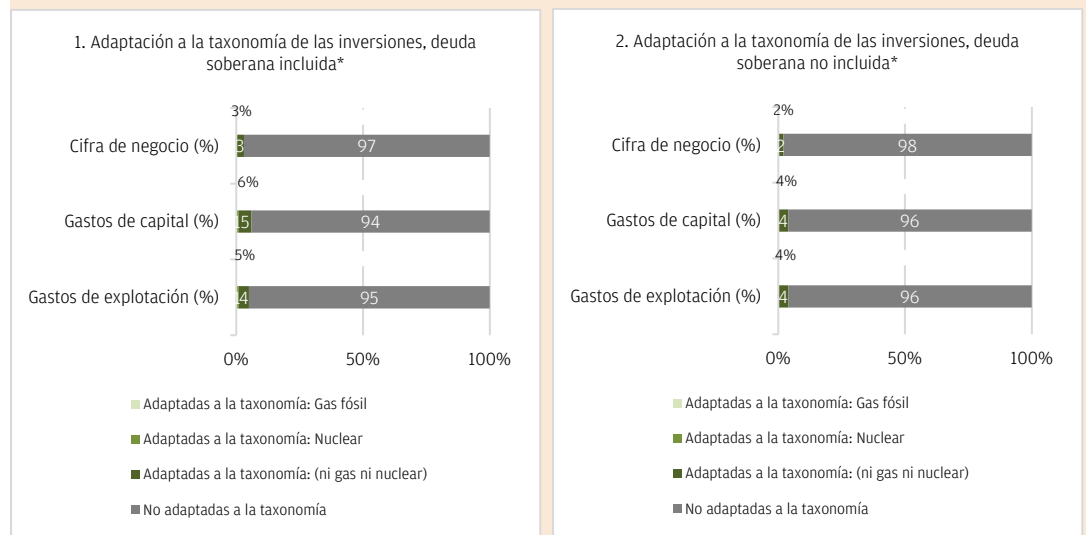 1. Adaptación a la taxonomía de las inversiones, deuda
soberana incluida*
3%
Cifra de negocio (%)
3
97
6%
Gastos de capital (%)
15
94
5%
Gastos de explotación (%)
14
95
0%
50%
100%
Adaptadas a la taxonomía: Gas fósil
Adaptadas a la taxonomía: Nuclear
Adaptadas a la taxonomía: (ni gas ni nuclear)
No adaptadas a la taxonomía
2. Adaptación a la taxonomía de las inversiones, deuda
soberana no incluida*
2%
Cifra de negocio (%)
2
98
4%
Gastos de capital (%)
4
96
4%
Gastos de explotación (%)
4
96
0%
50%
100%
Adaptadas a la taxonomía: Gas fósil
Adaptadas a la taxonomía: Nuclear
Adaptadas a la taxonomía: (ni gas ni nuclear)
No adaptadas a la taxonomía